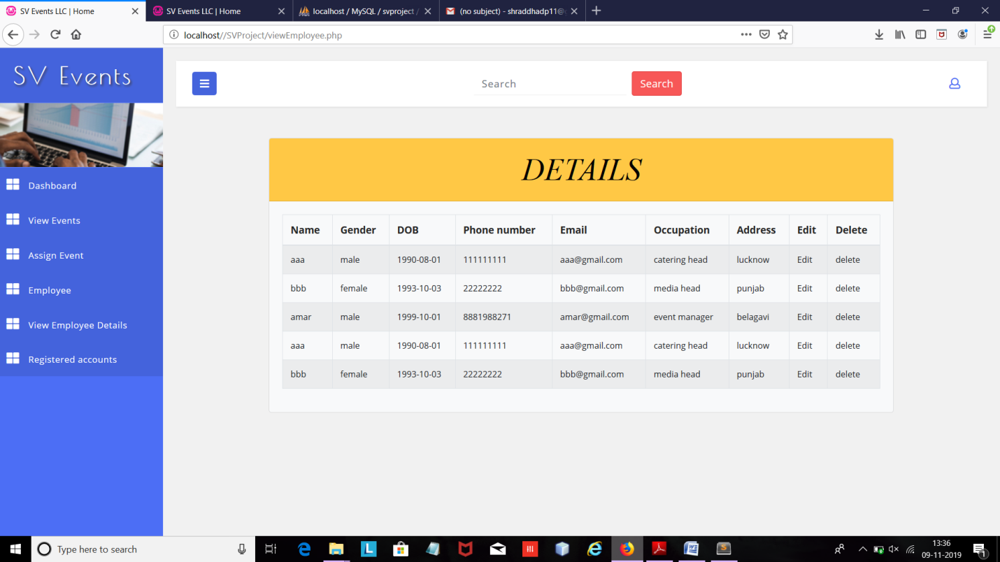 SV Events LLC | Home
SV Events LLC | Home
localhost / MySQL / svproject /
(no subject) - shraddhadp11@
localhost//SVProject/viewEmployee.php
SV Events
Search
Search
Dashboard
View Events
Assign Event
Employee
View Employee Details
Registered accounts
DETAILS
Name Gender DOB Phone number Email Occupation Address Edit Delete
aaa male 1990-08-01 111111111 aaa@gmail.com catering head lucknow Edit delete
bbb female 1993-10-03 22222222 bbb@gmail.com media head punjab Edit delete
amar male 1999-10-01 8881988271 amar@gmail.com event manager belagavi Edit delete
aaa male 1990-08-01 111111111 aaa@gmail.com catering head lucknow Edit delete
bbb female 1993-10-03 22222222 bbb@gmail.com media head punjab Edit delete
Type here to search
L
13:36
09-11-2019
1